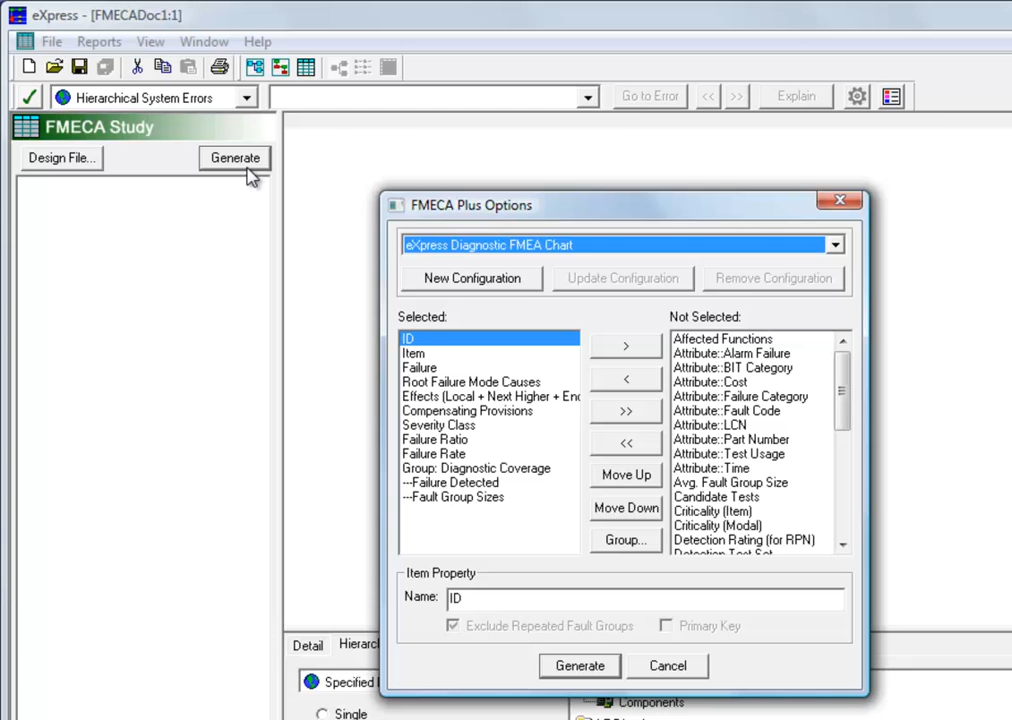 eXpress - [FMECADoc1:1]
File Reports View Window Help
Hierarchical System Errors
Go to Error << >> Explain
FMECA Study
Design File... Generate
FMECA Plus Options
eXpress Diagnostic FMEA Chart
New Configuration Update Configuration Remove Configuration
Selected:
ID
Item
Failure
Root Failure Mode Causes
Effects (Local + Next Higher + Enc
Compensating Provisions
Severity Class
Failure Ratio
Failure Rate
Group: Diagnostic Coverage
---Failure Detected
---Fault Group Sizes
>
<
>>
<<
Move Up
Move Down
Group...
Not Selected:
Affected Functions
Attribute::Alarm Failure
Attribute::BIT Category
Attribute::Cost
Attribute::Failure Category
Attribute::Fault Code
Attribute::LCN
Attribute::Part Number
Attribute::Test Usage
Attribute::Time
Avg. Fault Group Size
Candidate Tests
Criticality (Item)
Criticality (Modal)
Detection Rating (for RPN)
Detection Test Set
Item Property
Name: ID
Exclude Repeated Fault Groups Primary Key
Generate Cancel
Detail Hierarc
Specified
Single
Components